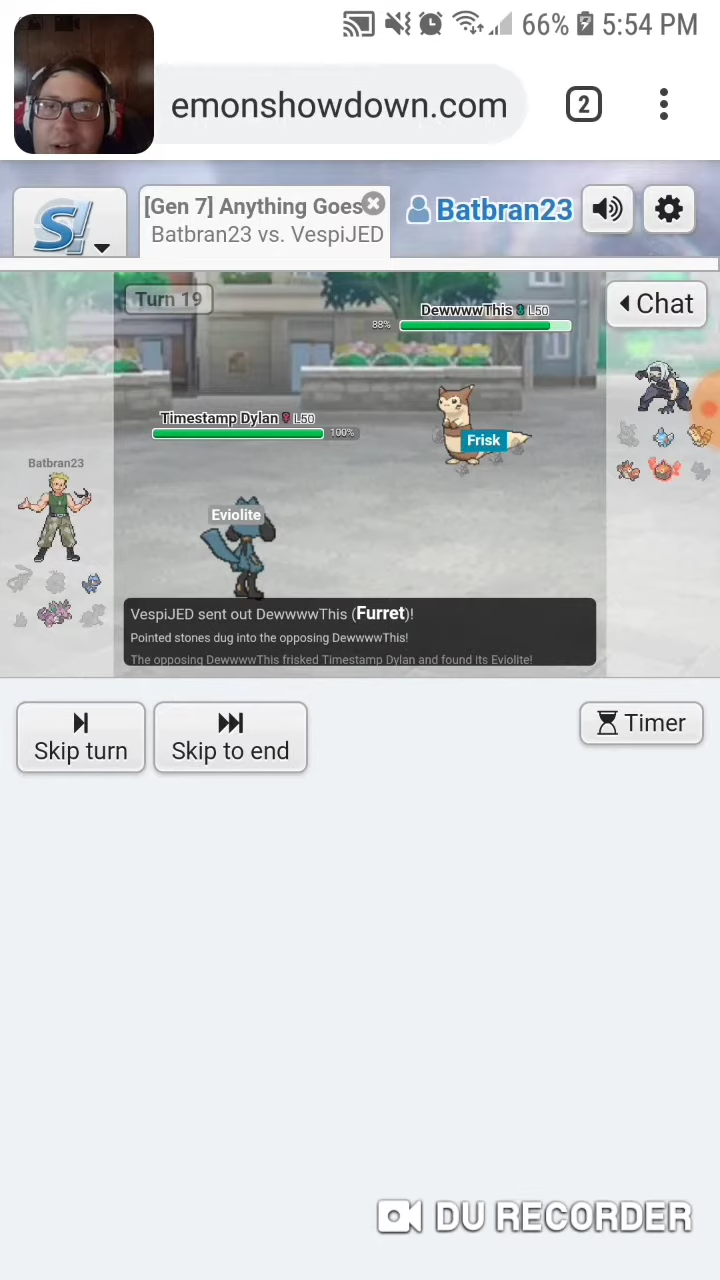 66% 5:54 PM
emonshowdown.com
2
S!
[Gen 7] Anything Goes
Batbran23 vs. VespiJED
Batbran23
Turn 19
DewwwwThis L50
88%
Chat
Timestamp Dylan L50
100%
Frisk
Batbran23
Eviolite
VespiJED sent out DewwwwThis (Furret)!
Pointed stones dug into the opposing DewwwwThis!
The opposing DewwwwThis frisked Timestamp Dylan and found its Eviolite!
Skip turn
Skip to end
Timer
DU RECORDER